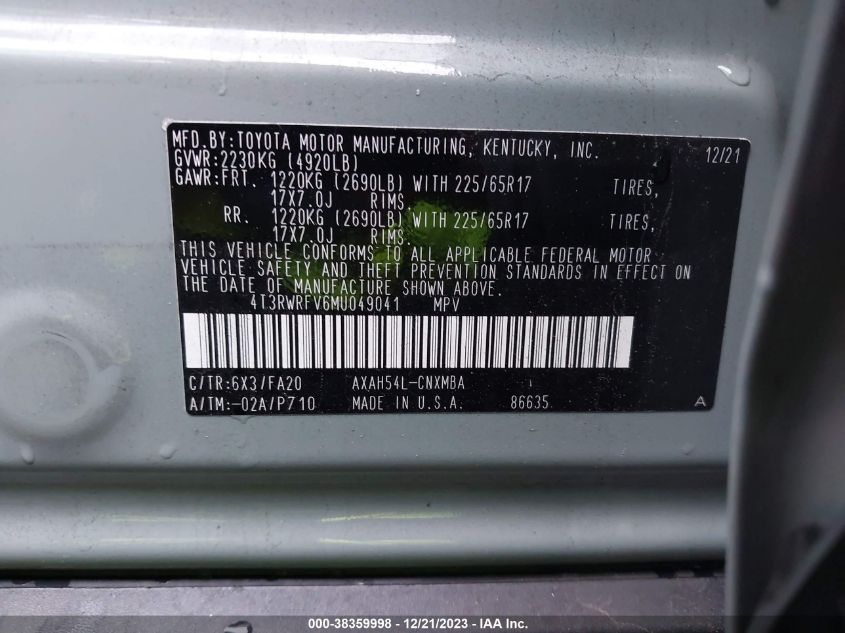 MFD.BY:TOYOTA MOTOR MANUFACTURING, KENTUCKY, INC. 12/21
GVWR:2230KG (4920LB)
GAWR:FRT. 1220KG (2690LB) WITH 225/65R17 TIRES,
17X7.0J RIMS,
RR. 1220KG (2690LB) WITH 225/65R17 TIRES,
17X7.0J RIMS.
THIS VEHICLE CONFORMS TO ALL APPLICABLE FEDERAL MOTOR
VEHICLE SAFETY AND THEFT PREVENTION STANDARDS IN EFFECT ON
THE DATE OF MANUFACTURE SHOWN ABOVE.
4T3RWRFV6MU049041 MPV
C/TR:6X3/FA20 AXAH54L-CNXMBA
A/TM:-02A/P710 MADE IN U.S.A. 86635 A
000-38359998 - 12/21/2023 - IAAI Inc.